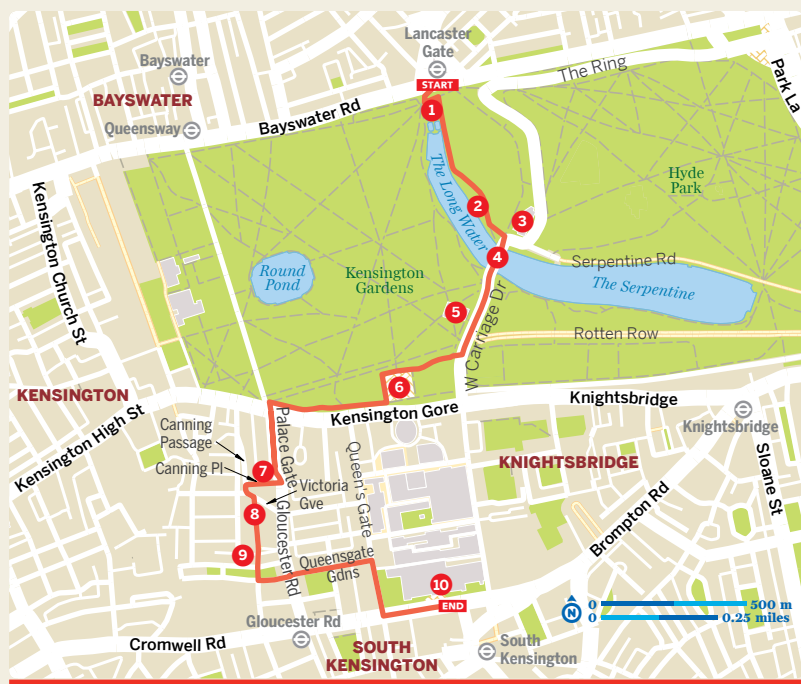 Lancaster
Gate
START
Bayswater
BAYSWATER
Queensway
Bayswater Rd
The Ring
Park La
1
The Long Water
2
3
4
Hyde
Park
Kensington Church St
Round
Pond
Kensington
Gardens
Serpentine Rd
The Serpentine
5
W Carriage Dr
Rotten Row
6
KENSINGTON
Kensington High St
Kensington Gore
Knightsbridge
Knightsbridge
Sloane St
Canning
Passage
Palace Gate
Queen's Gate
KNIGHTSBRIDGE
7
Canning Pl
Victoria
Gve
8
Gloucester Rd
Brompton Rd
9
Queensgate
Gdns
10
END
N
0 500 m
0 0.25 miles
Gloucester Rd
Cromwell Rd
SOUTH
KENSINGTON
South
Kensington